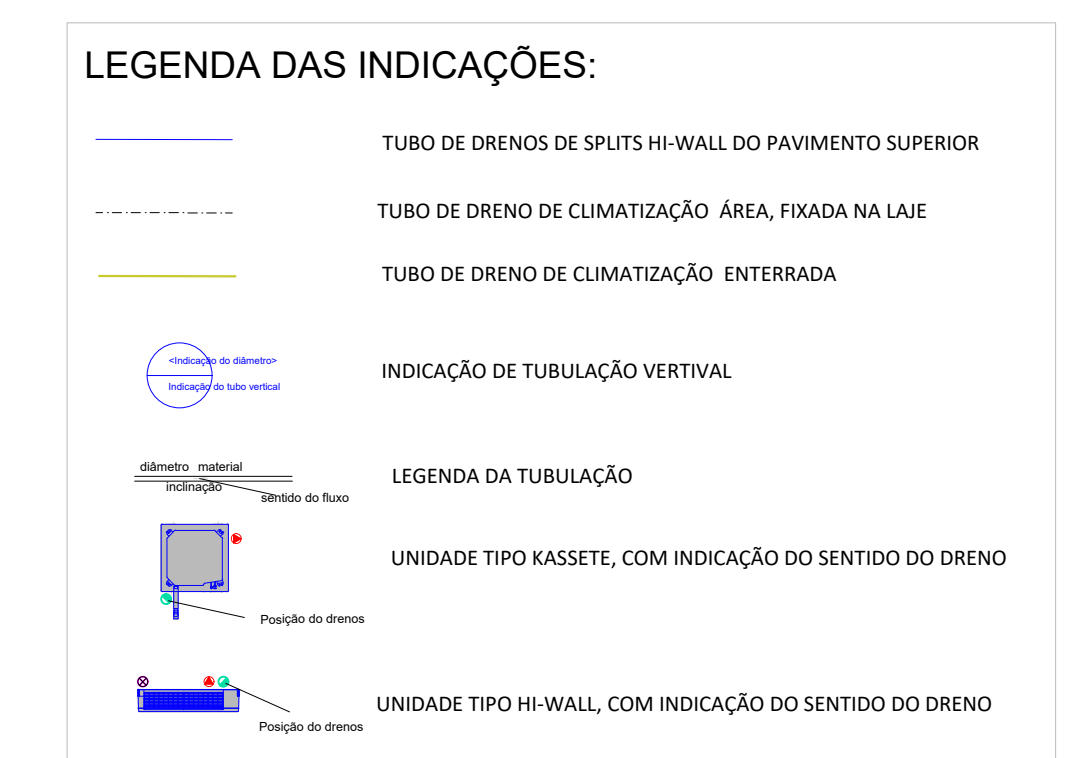 LEGENDA DAS INDICAÇÕES:
TUBO DE DRENOS DE SPLITS HI-WALL DO PAVIMENTO SUPERIOR
TUBO DE DRENO DE CLIMATIZAÇÃO ÁREA, FIXADA NA LAJE
TUBO DE DRENO DE CLIMATIZAÇÃO ENTERRADA
<Indicação do diâmetro>
Indicação do tubo vertical
INDICAÇÃO DE TUBULAÇÃO VERTIVAL
diâmetro material
inclinação
sentido do fluxo
LEGENDA DA TUBULAÇÃO
UNIDADE TIPO KASSETE, COM INDICAÇÃO DO SENTIDO DO DRENO
Posição do drenos
UNIDADE TIPO HI-WALL, COM INDICAÇÃO DO SENTIDO DO DRENO
Posição do drenos